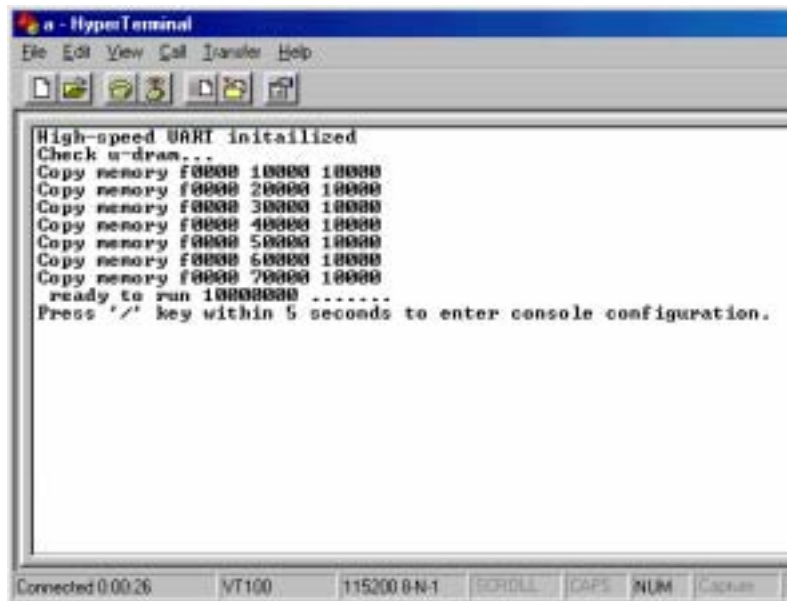 a - HyperTerminal
File Edit View Call Transfer Help
High-speed UART initailized
Check u-dram...
Copy memory f0000 10000 10000
Copy memory f0000 20000 10000
Copy memory f0000 30000 10000
Copy memory f0000 40000 10000
Copy memory f0000 50000 10000
Copy memory f0000 60000 10000
Copy memory f0000 70000 10000
ready to run 10000000 .......
Press '/' key within 5 seconds to enter console configuration.
Connected 0:00:26 VT100 115200 8-N-1 SCROLL CAPS NUM Capture